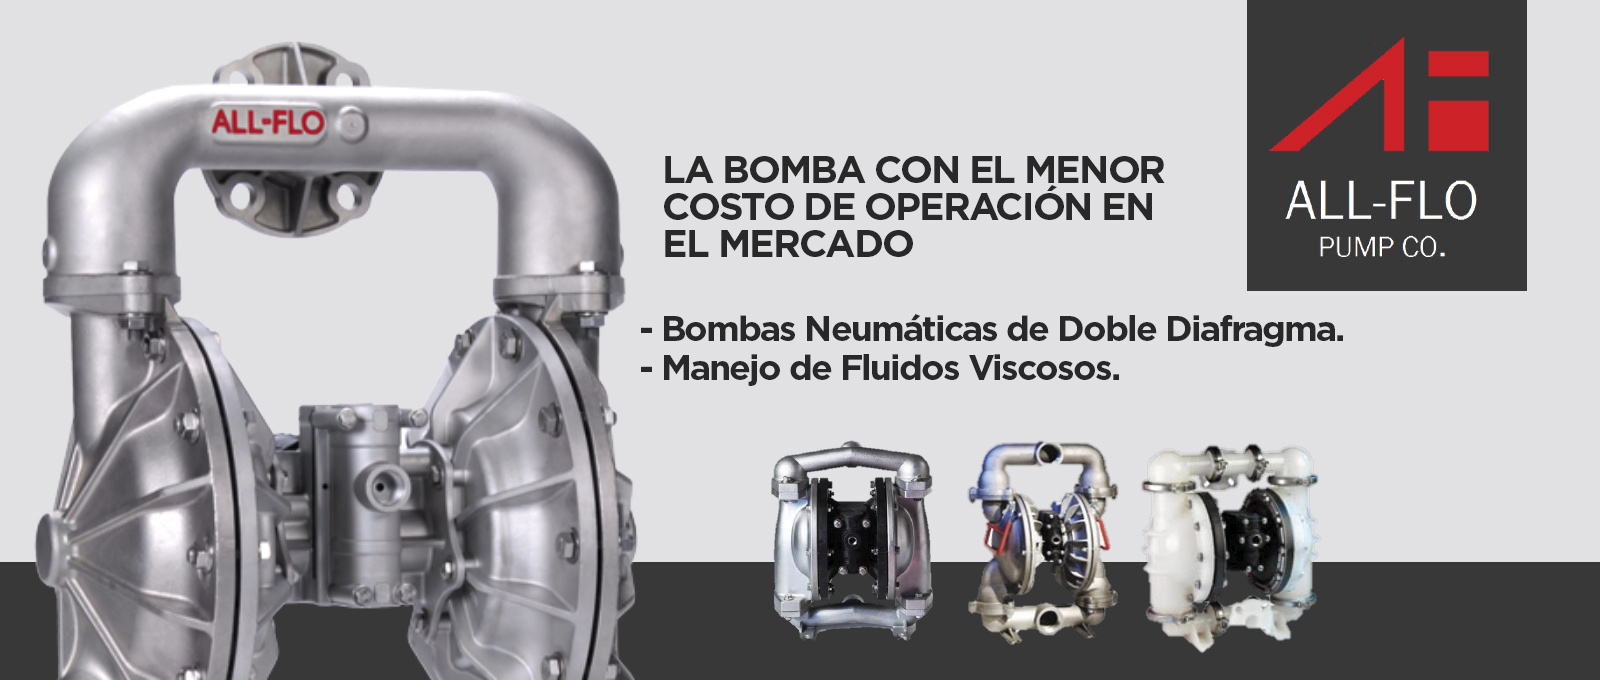 ALL-FLO
LA BOMBA CON EL MENOR
COSTO DE OPERACIÓN EN
EL MERCADO
- Bombas Neumáticas de Doble Diafragma.
- Manejo de Fluidos Viscosos.
ALL-FLO
PUMP CO.